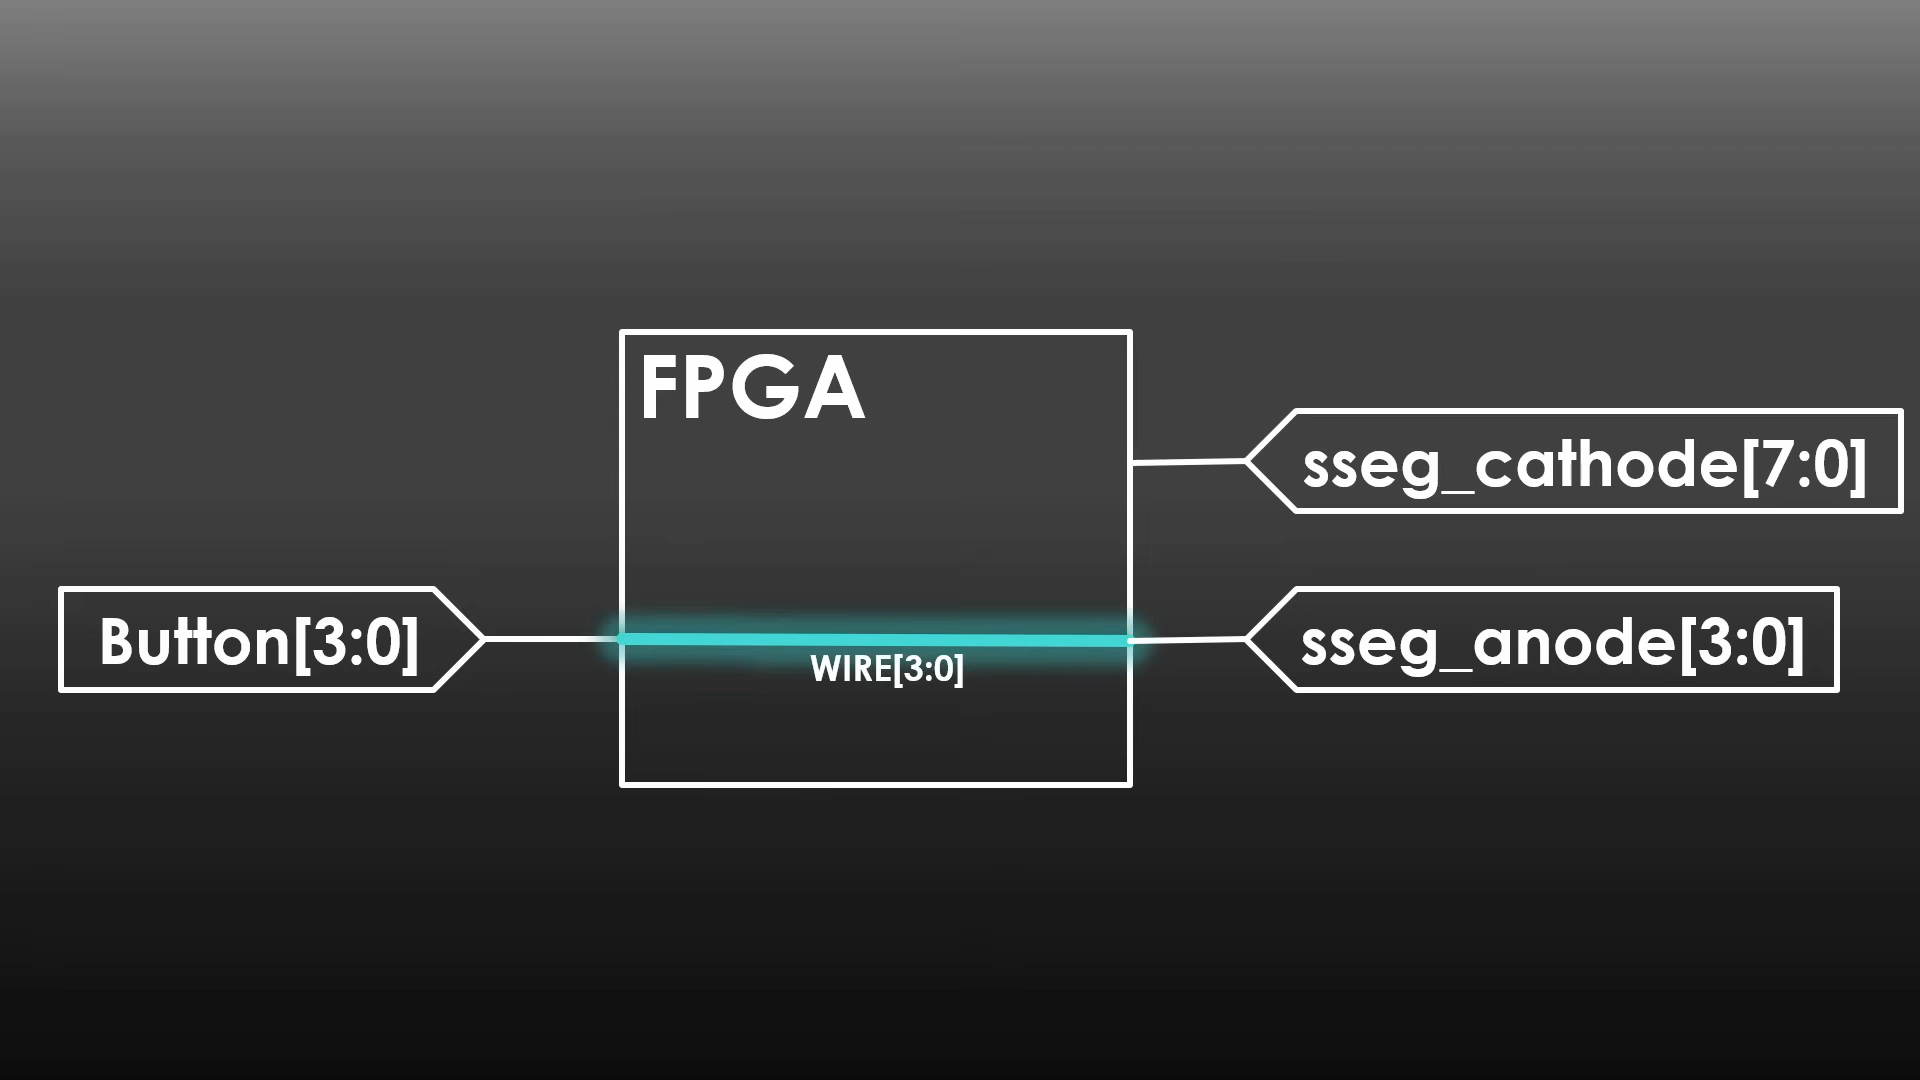 FPGA
sseg_cathode[7:0]
Button[3:0]
WIRE[3:0]
sseg_anode[3:0]